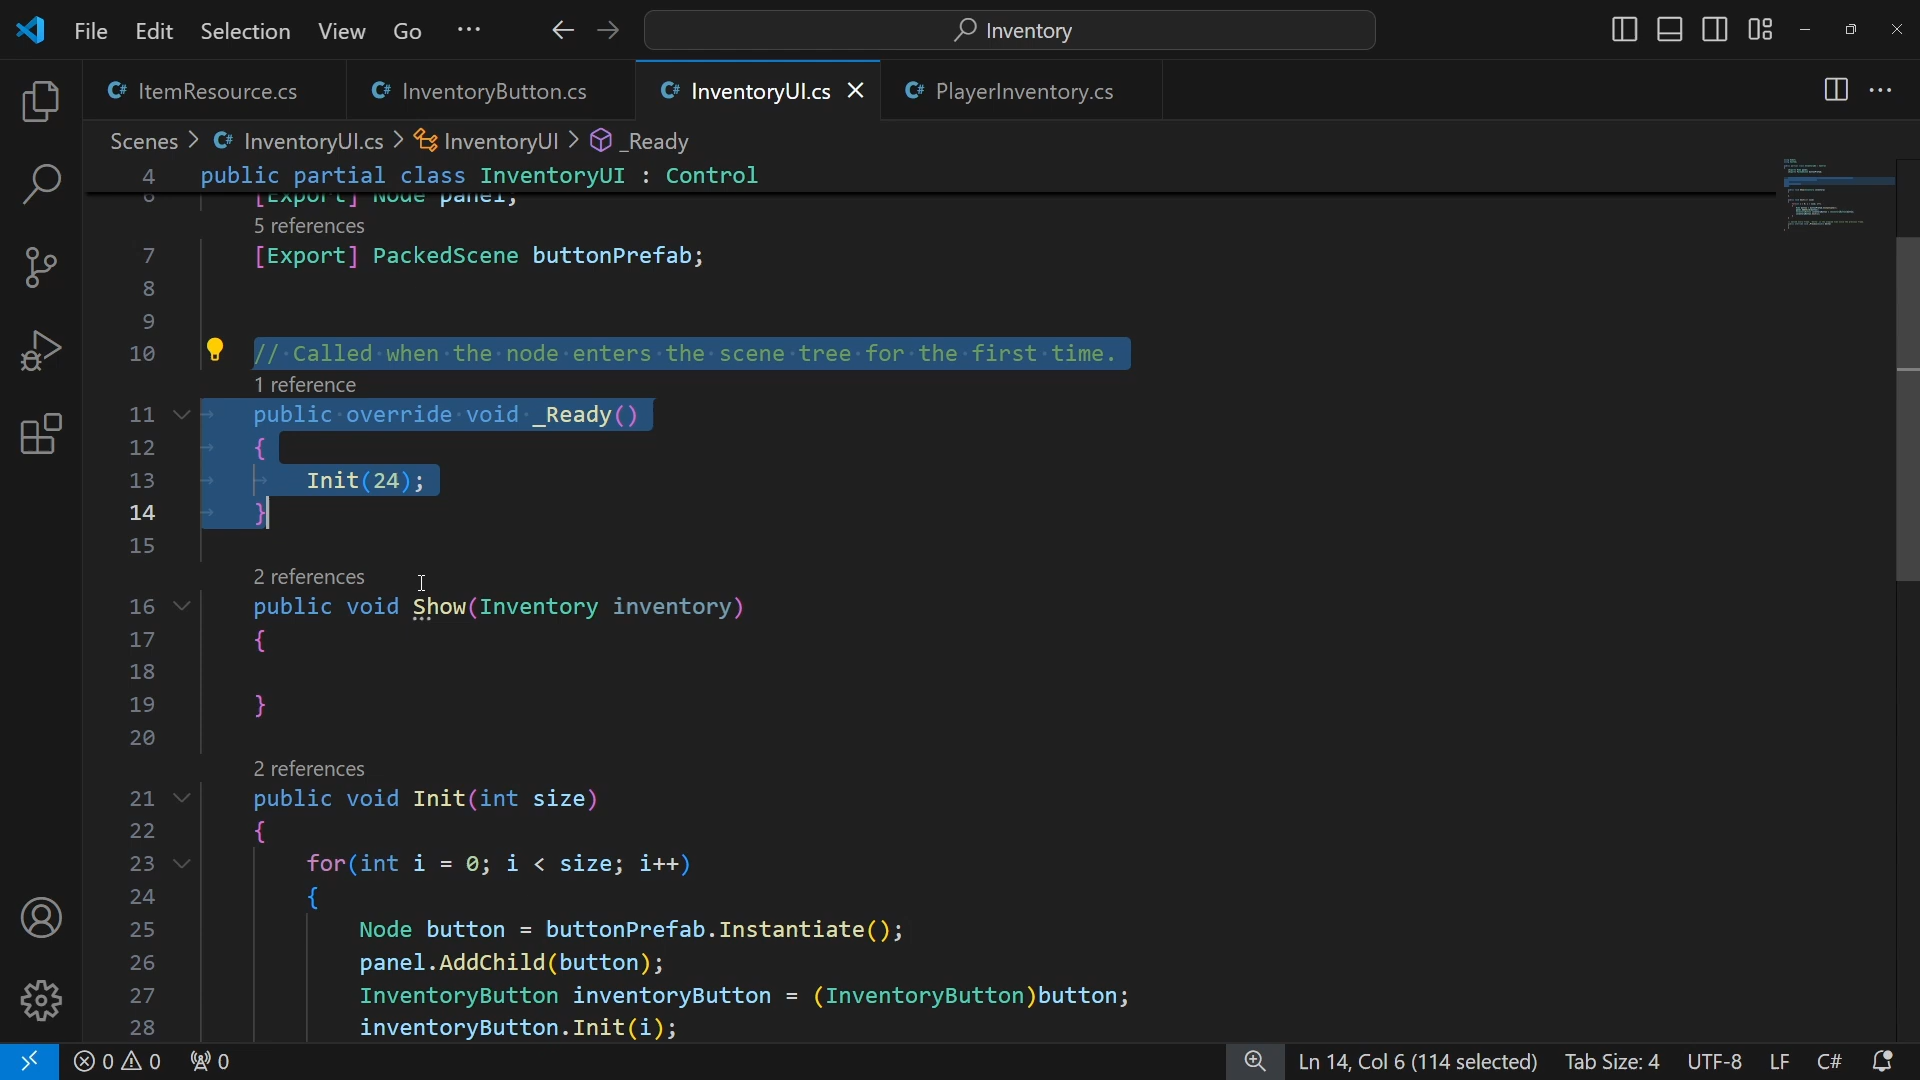 File Edit Selection View Go ··· Inventory
C# ItemResource.cs C# InventoryButton.cs C# InventoryUI.cs C# PlayerInventory.cs
Scenes > C# InventoryUI.cs > InventoryUI > _Ready
4 public partial class InventoryUI : Control
6 [Export] Node panel;
5 references
7 [Export] PackedScene buttonPrefab;
8
9
10 // Called when the node enters the scene tree for the first time.
1 reference
11 public override void _Ready()
12 {
13 Init(24);
14 }
15
2 references
16 public void Show(Inventory inventory)
17 {
18
19 }
20
2 references
21 public void Init(int size)
22 {
23 for(int i = 0; i < size; i++)
24 {
25 Node button = buttonPrefab.Instantiate();
26 panel.AddChild(button);
27 InventoryButton inventoryButton = (InventoryButton)button;
28 inventoryButton.Init(i);
0 0 0 Ln 14, Col 6 (114 selected) Tab Size: 4 UTF-8 LF C#